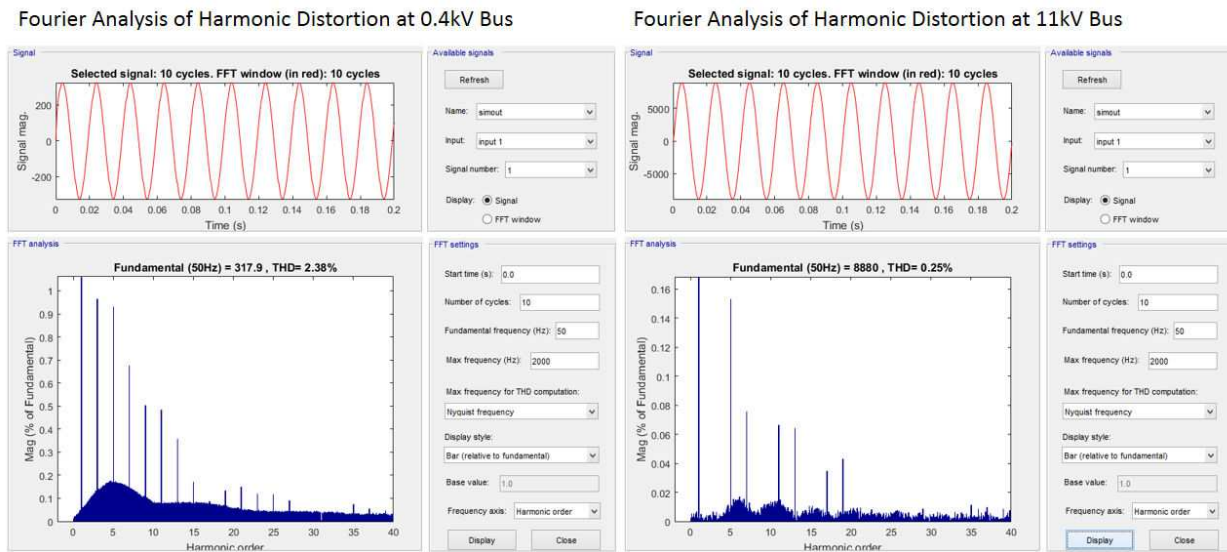 Fourier Analysis of Harmonic Distortion at 0.4kV Bus
Signal
Selected signal: 10 cycles. FFT window (in red): 10 cycles
Signal mag.
200
0
-200
0 0.02 0.04 0.06 0.08 0.1 0.12 0.14 0.16 0.18 0.2
Time (s)
Available signals
Refresh
Name: simout
Input: input 1
Signal number: 1
Display: Signal
FFT window
FFT analysis
Fundamental (50Hz) = 317.9 , THD= 2.38%
Mag (% of Fundamental)
1
0.9
0.8
0.7
0.6
0.5
0.4
0.3
0.2
0.1
0
0 5 10 15 20 25 30 35 40
Harmonic order
FFT settings
Start time (s): 0.0
Number of cycles: 10
Fundamental frequency (Hz): 50
Max frequency (Hz): 2000
Max frequency for THD computation:
Nyquist frequency
Display style:
Bar (relative to fundamental)
Base value: 1.0
Frequency axis: Harmonic order
Display Close
Fourier Analysis of Harmonic Distortion at 11kV Bus
Signal
Selected signal: 10 cycles. FFT window (in red): 10 cycles
Signal mag.
5000
0
-5000
0 0.02 0.04 0.06 0.08 0.1 0.12 0.14 0.16 0.18 0.2
Time (s)
Available signals
Refresh
Name: simout
Input: input 1
Signal number: 1
Display: Signal
FFT window
FFT analysis
Fundamental (50Hz) = 8880 , THD= 0.25%
Mag (% of Fundamental)
0.16
0.14
0.12
0.1
0.08
0.06
0.04
0.02
0
0 5 10 15 20 25 30 35 40
Harmonic order
FFT settings
Start time (s): 0.0
Number of cycles: 10
Fundamental frequency (Hz): 50
Max frequency (Hz): 2000
Max frequency for THD computation:
Nyquist frequency
Display style:
Bar (relative to fundamental)
Base value: 1.0
Frequency axis: Harmonic order
Display Close